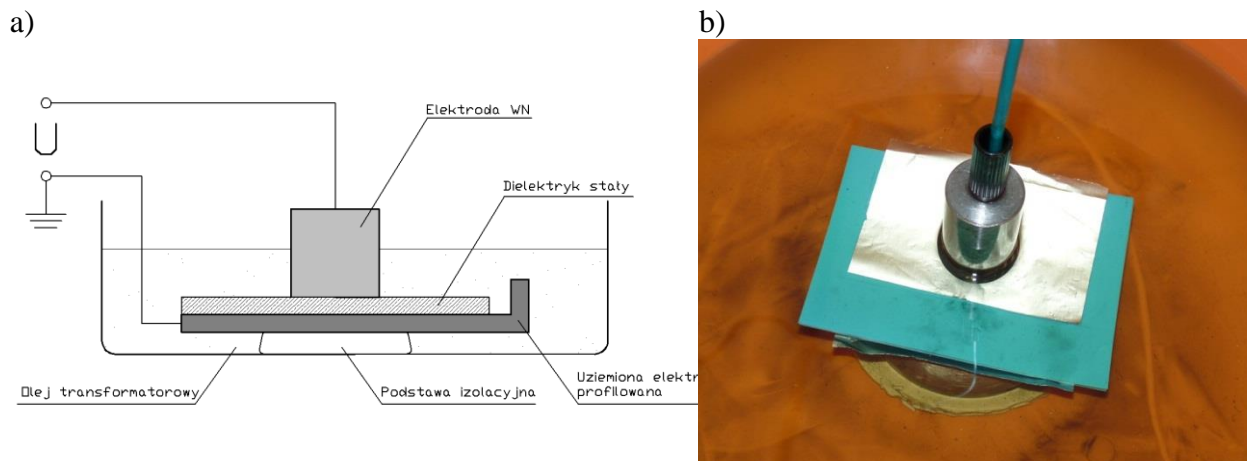 a)
b)
Elektroda WN
U
Dielektryk stały
Olej transformatorowy
Podstawa izolacyjna
Uziemiona elektr
profilowana